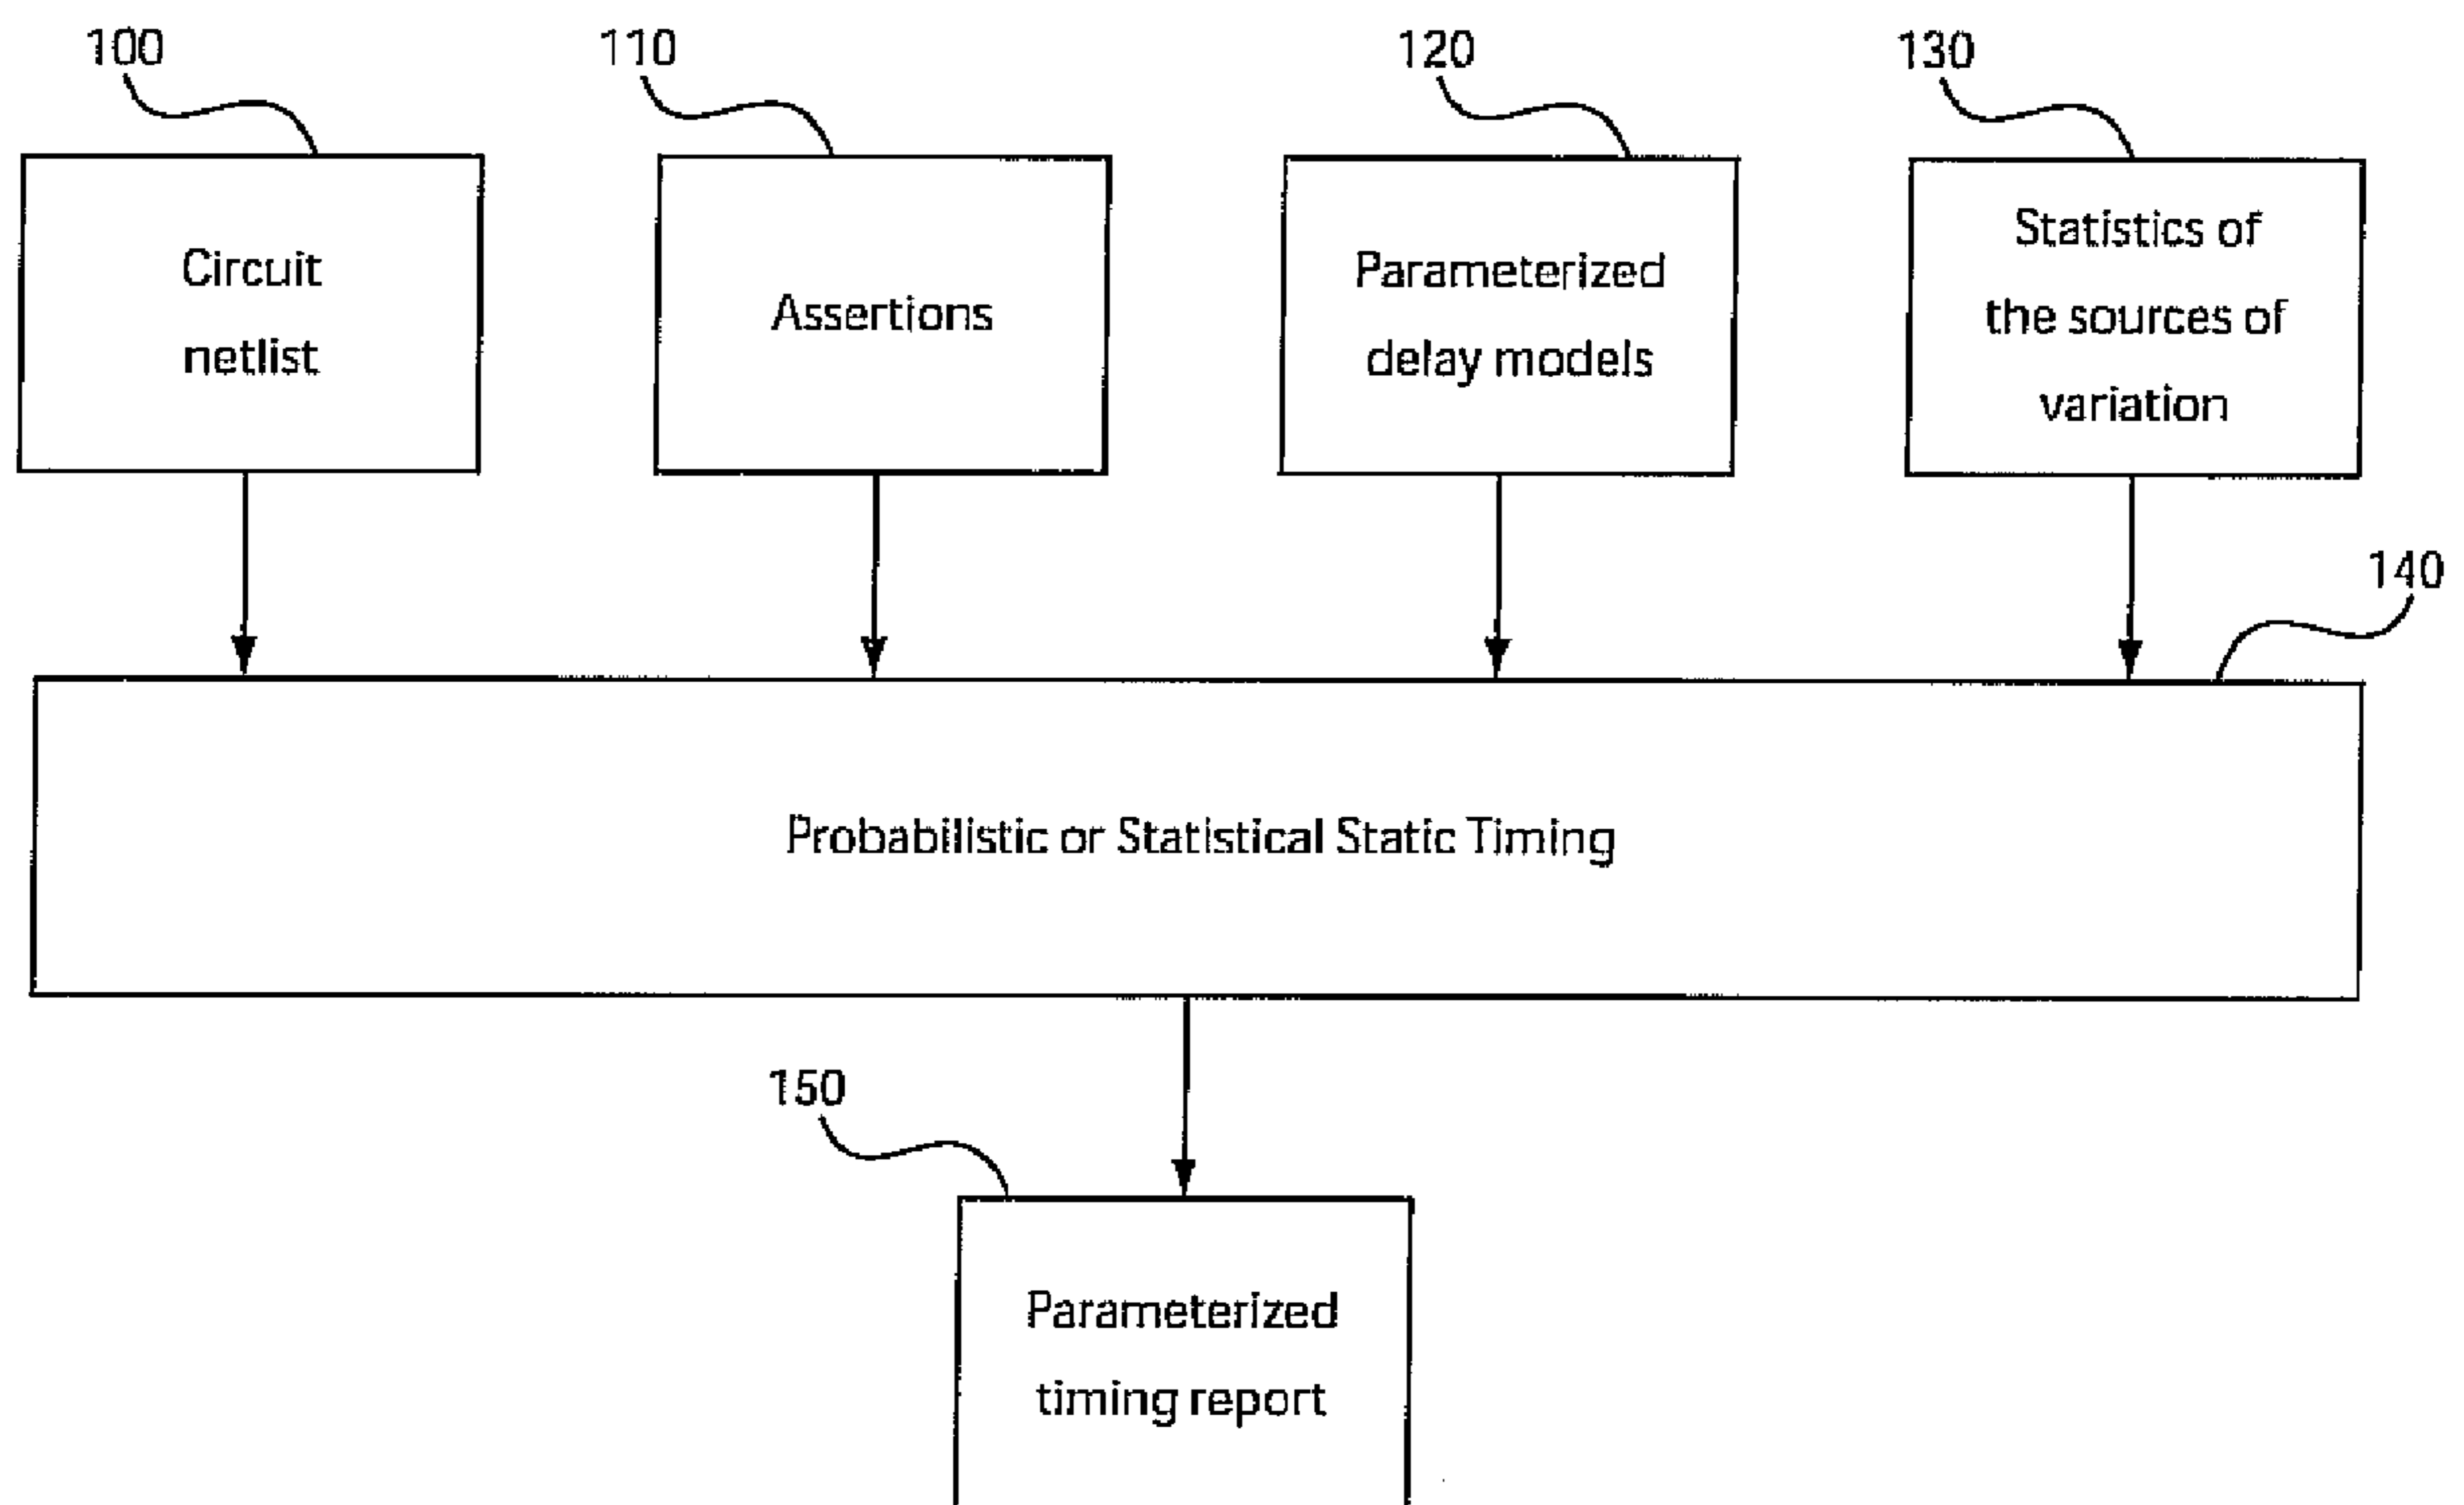 100
110
120
130
Circuit
netlist
Assertions
Parameterized
delay models
Statistics of
the sources of
variation
140
Probabilistic or Statistical Static Timing
150
Parameterized
timing report